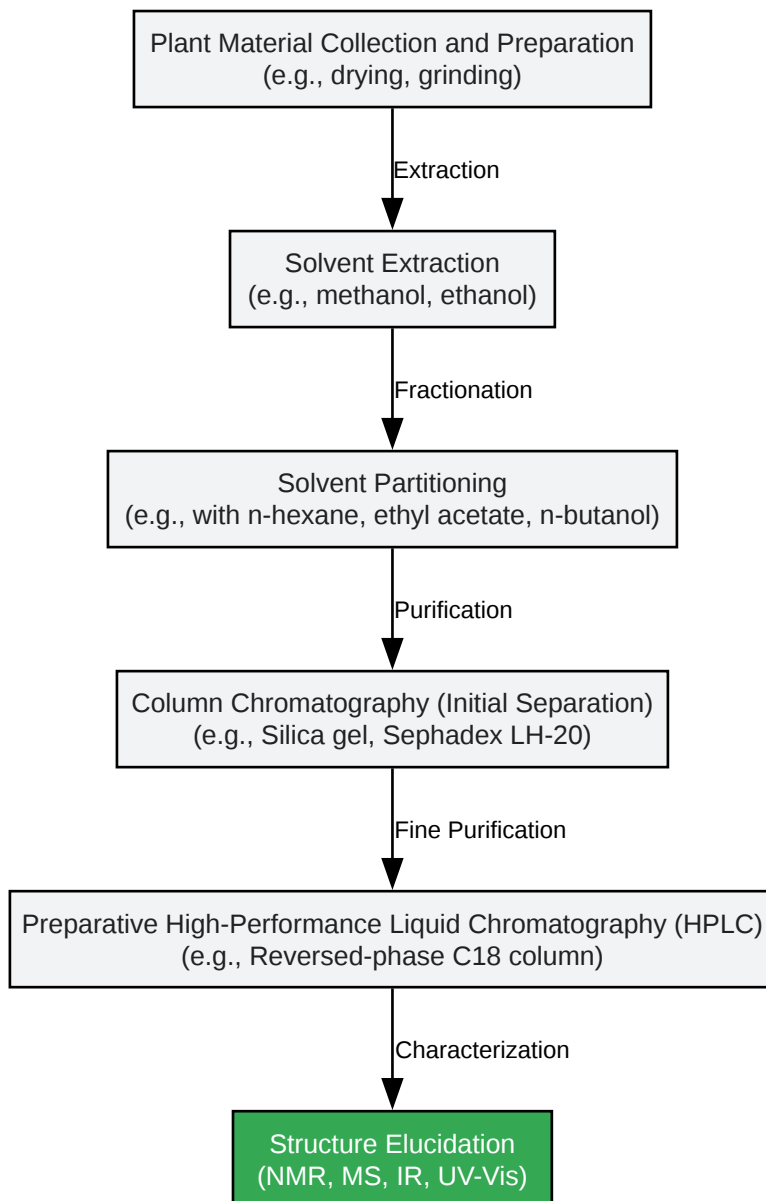 Plant Material Collection and Preparation
(e.g., drying, grinding)
Extraction
Solvent Extraction
(e.g., methanol, ethanol)
Fractionation
Solvent Partitioning
(e.g., with n-hexane, ethyl acetate, n-butanol)
Purification
Column Chromatography (Initial Separation)
(e.g., Silica gel, Sephadex LH-20)
Fine Purification
Preparative High-Performance Liquid Chromatography (HPLC)
(e.g., Reversed-phase C18 column)
Characterization
Structure Elucidation
(NMR, MS, IR, UV-Vis)